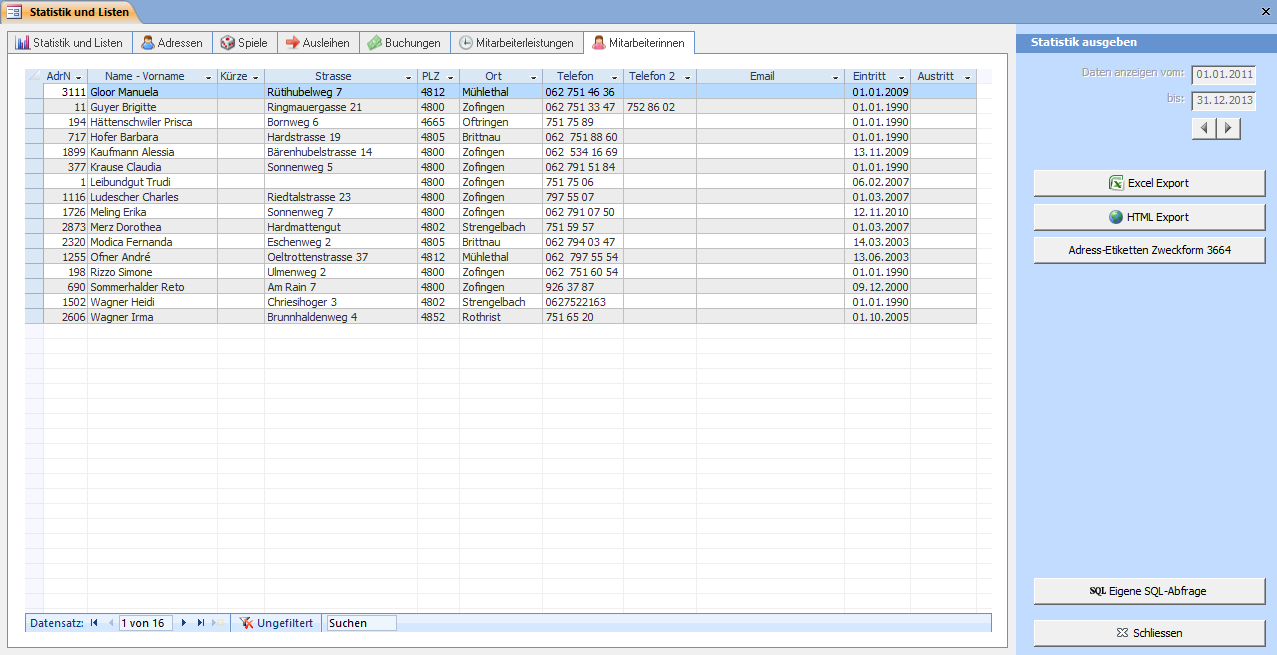 Statistik und Listen
Statistik und Listen Adressen Spiele Ausleihen Buchungen Mitarbeiterleistungen Mitarbeiterinnen
AdrN Name - Vorname Kürze Strasse PLZ Ort Telefon Telefon 2 Email Eintritt Austritt
3111 Gloor Manuela Rütihubelweg 7 4812 Mühlethal 062 751 46 36 01.01.2009
11 Guyer Brigitte Ringmauergasse 21 4800 Zofingen 062 751 33 47 752 86 02 01.01.1990
194 Hättenschwiler Prisca Bornweg 6 4665 Oftringen 751 75 89 01.01.1990
717 Hofer Barbara Hardstrasse 19 4805 Brittnau 062 751 88 60 01.01.1990
1899 Kaufmann Alessia Bärenhubelstrasse 14 4800 Zofingen 062 534 16 69 13.11.2009
377 Krause Claudia Sonnenweg 5 4800 Zofingen 062 791 51 84 01.01.1990
1 Leibundgut Trudi 4800 Zofingen 751 75 06 06.02.2007
1116 Ludescher Charles Riedtalstrasse 23 4800 Zofingen 797 55 07 01.03.2007
1726 Meling Erika Sonnenweg 7 4800 Zofingen 062 791 07 50 12.11.2010
2873 Merz Dorothea Hardmattengut 4802 Strengelbach 751 59 57 01.03.2007
2320 Modica Fernanda Eschenweg 2 4805 Brittnau 062 794 03 47 14.03.2003
1255 Ofner André Oeltrottenstrasse 37 4812 Mühlethal 062 797 55 54 13.06.2003
198 Rizzo Simone Ulmenweg 2 4800 Zofingen 062 751 60 54 01.01.1990
690 Sommerhalder Reto Am Rain 7 4800 Zofingen 926 37 87 09.12.2000
1502 Wagner Heidi Chriesihoger 3 4802 Strengelbach 0627522163 01.01.1990
2606 Wagner Irma Brunnhaldenweg 4 4852 Rothrist 751 65 20 01.10.2005
Datensatz: 1 von 16 Ungefiltert Suchen
Statistik ausgeben
Daten anzeigen vom: 01.01.2011
bis: 31.12.2013
Excel Export
HTML Export
Adress-Etiketten Zweckform 3664
SQL Eigene SQL-Abfrage
Schliessen